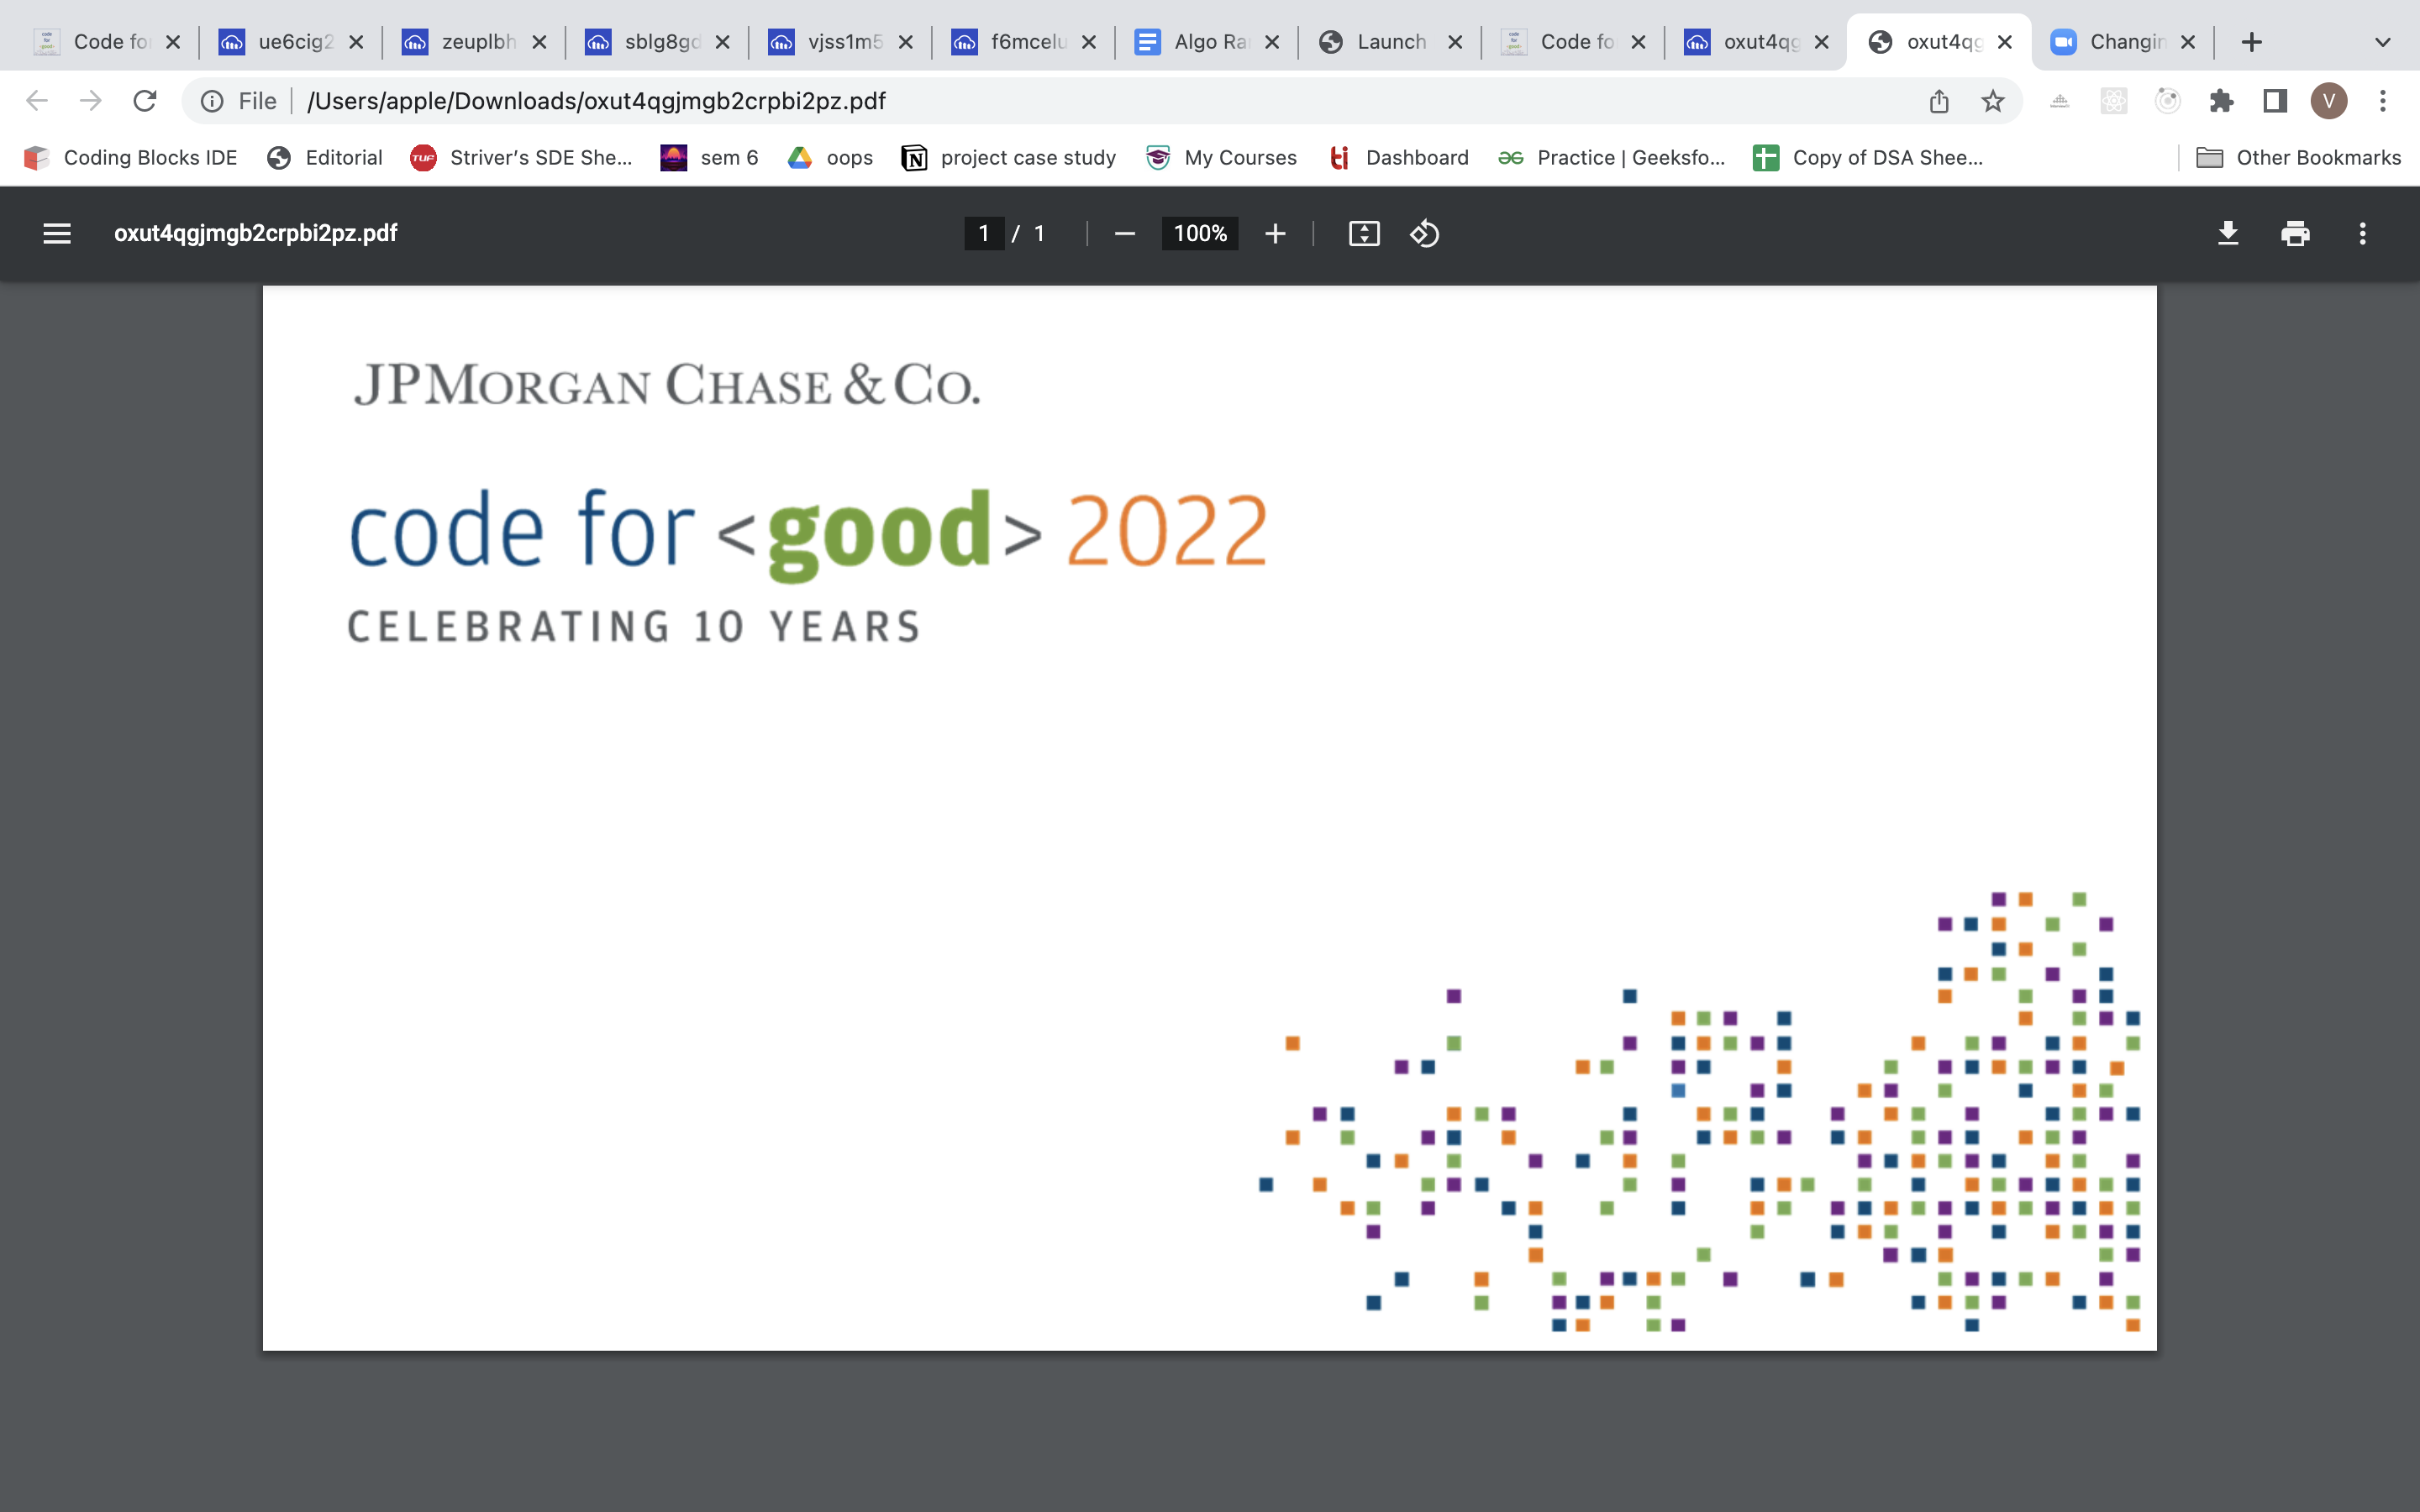 Code fo
ue6cig2
zeuplbh
sblg8gd
vjss1m5
f6mcelu
Algo Ra
Launch
Code fo
oxut4qg
oxut4qg
Changin
File
/Users/apple/Downloads/oxut4qgjmgb2crpbi2pz.pdf
V
Coding Blocks IDE
Editorial
TUF
Striver's SDE She...
sem 6
oops
project case study
My Courses
Dashboard
Practice | Geeksfo...
Copy of DSA Shee...
Other Bookmarks
oxut4qgjmgb2crpbi2pz.pdf
1 / 1
100%
JPMORGAN CHASE & CO.
code for <good> 2022
CELEBRATING 10 YEARS